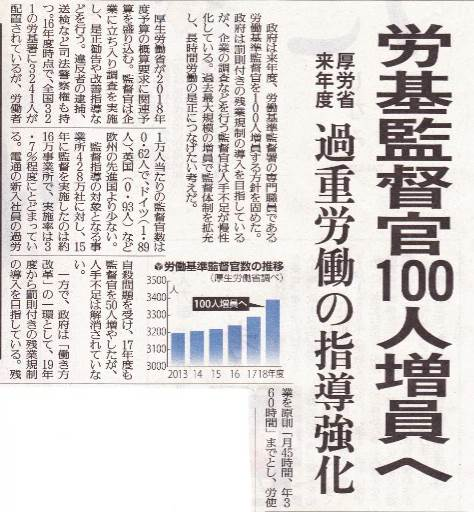 労基監督官100人増員へ
厚労省
来年度
過重労働の指導強化
政府は来年度、労働基準監督署の専門職員である
労働基準監督官を100人増員する方針を固めた。
政府は罰則付きの残業規制の導入を目指している
が、企業の調査などを行う監督官は人手不足が慢性
化している。過去最大規模の増員で監督体制を拡充
し、長時間労働の是正につなげたい考えだ。
厚生労働省が2018年
度予算の概算要求に関連予
算を盛り込む。監督官は企
業に立ち入り調査を実施
し、是正勧告や改善指導な
どを行う。違反者の逮捕、
送検など司法警察権も持
つ。16年度時点で、全国32
1の労基署に3241人が
配置されているが、労働者
1万人当たりの監督官数は
0・62人で、ドイツ(1・89
人)、英国(0・93人)など
欧州の先進国より少ない。
監督指導の対象となる事
業所428万社に対し、15
年に監督を実施したのは約
16万事業所で、実施率は3
・7%程度にとどまってい
る。電通の新入社員の過労
自殺問題を受け、17年度も
監督官を50人増やしたが、
人手不足は解消されていな
い。
一方で、政府は「働き方
改革」の一環として、19年
度から罰則付きの残業規制
の導入を目指している。残
業を原則「月45時間、年3
60時間」までとし、労使
労働基準監督官数の推移
(厚生労働省調べ)
人
3400
3300
3200
3100
3000
100人増員へ
2013 14 15 16 17 18年度